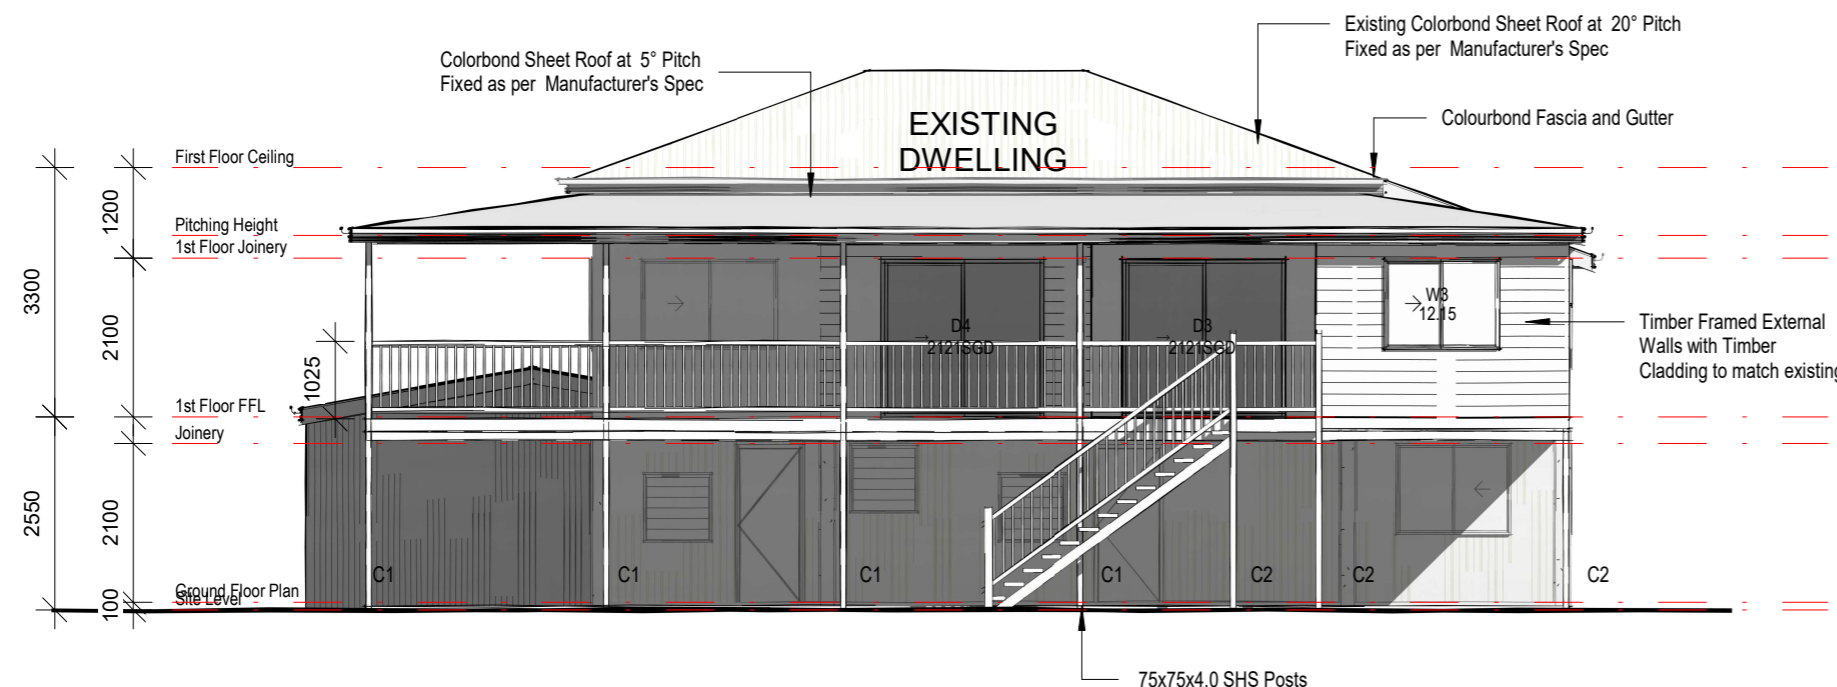 Existing Colorbond Sheet Roof at 20° Pitch
Fixed as per Manufacturer's Spec
Colorbond Sheet Roof at 5° Pitch
Fixed as per Manufacturer's Spec
EXISTING
DWELLING
Colourbond Fascia and Gutter
First Floor Ceiling
1200
Pitching Height
1st Floor Joinery
3300
2100
1025
W3
12.15
D4
2121SGD
D3
2121SGD
Timber Framed External
Walls with Timber
Cladding to match existing
1st Floor FFL
Joinery
2550
2100
C1
C1
C1
C1
C2
C2
C2
Ground Floor Plan
Site Level
100
75x75x4.0 SHS Posts